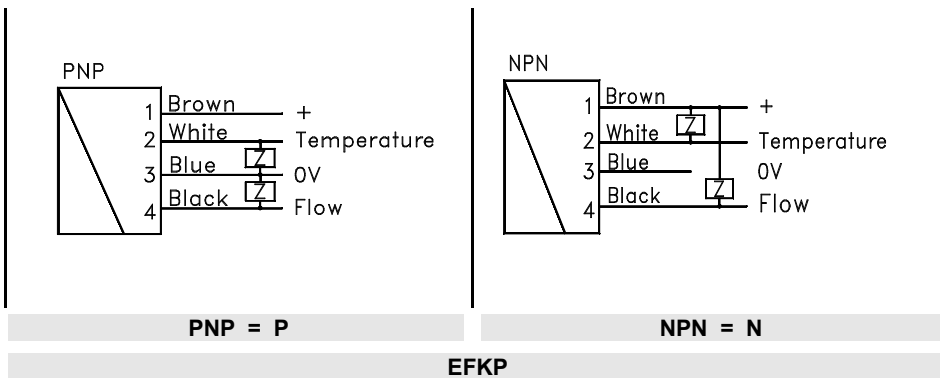 PNP
1 Brown +
2 White Temperature
Z
3 Blue 0V
Z
4 Black Flow
PNP = P
NPN
1 Brown +
Z
2 White Temperature
3 Blue 0V
Z
4 Black Flow
NPN = N
EFKP